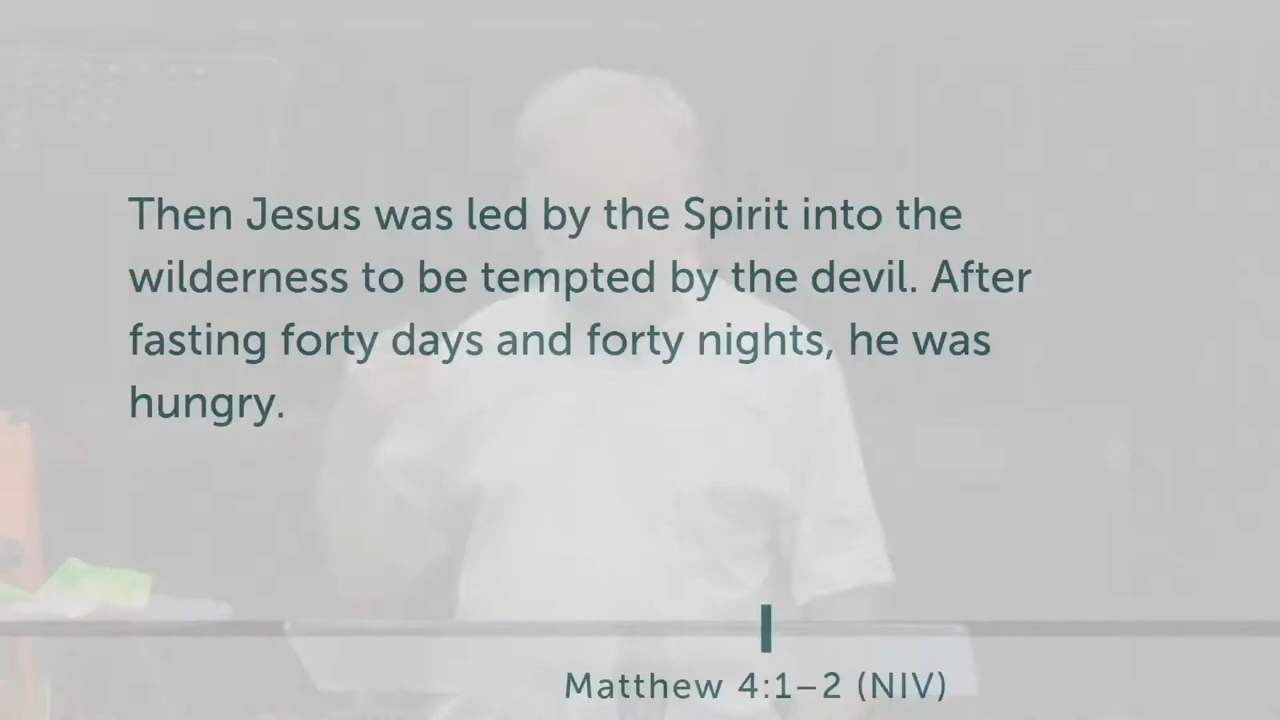 Then Jesus was led by the Spirit into the
wilderness to be tempted by the devil. After
fasting forty days and forty nights, he was
hungry.
Matthew 4:1–2 (NIV)